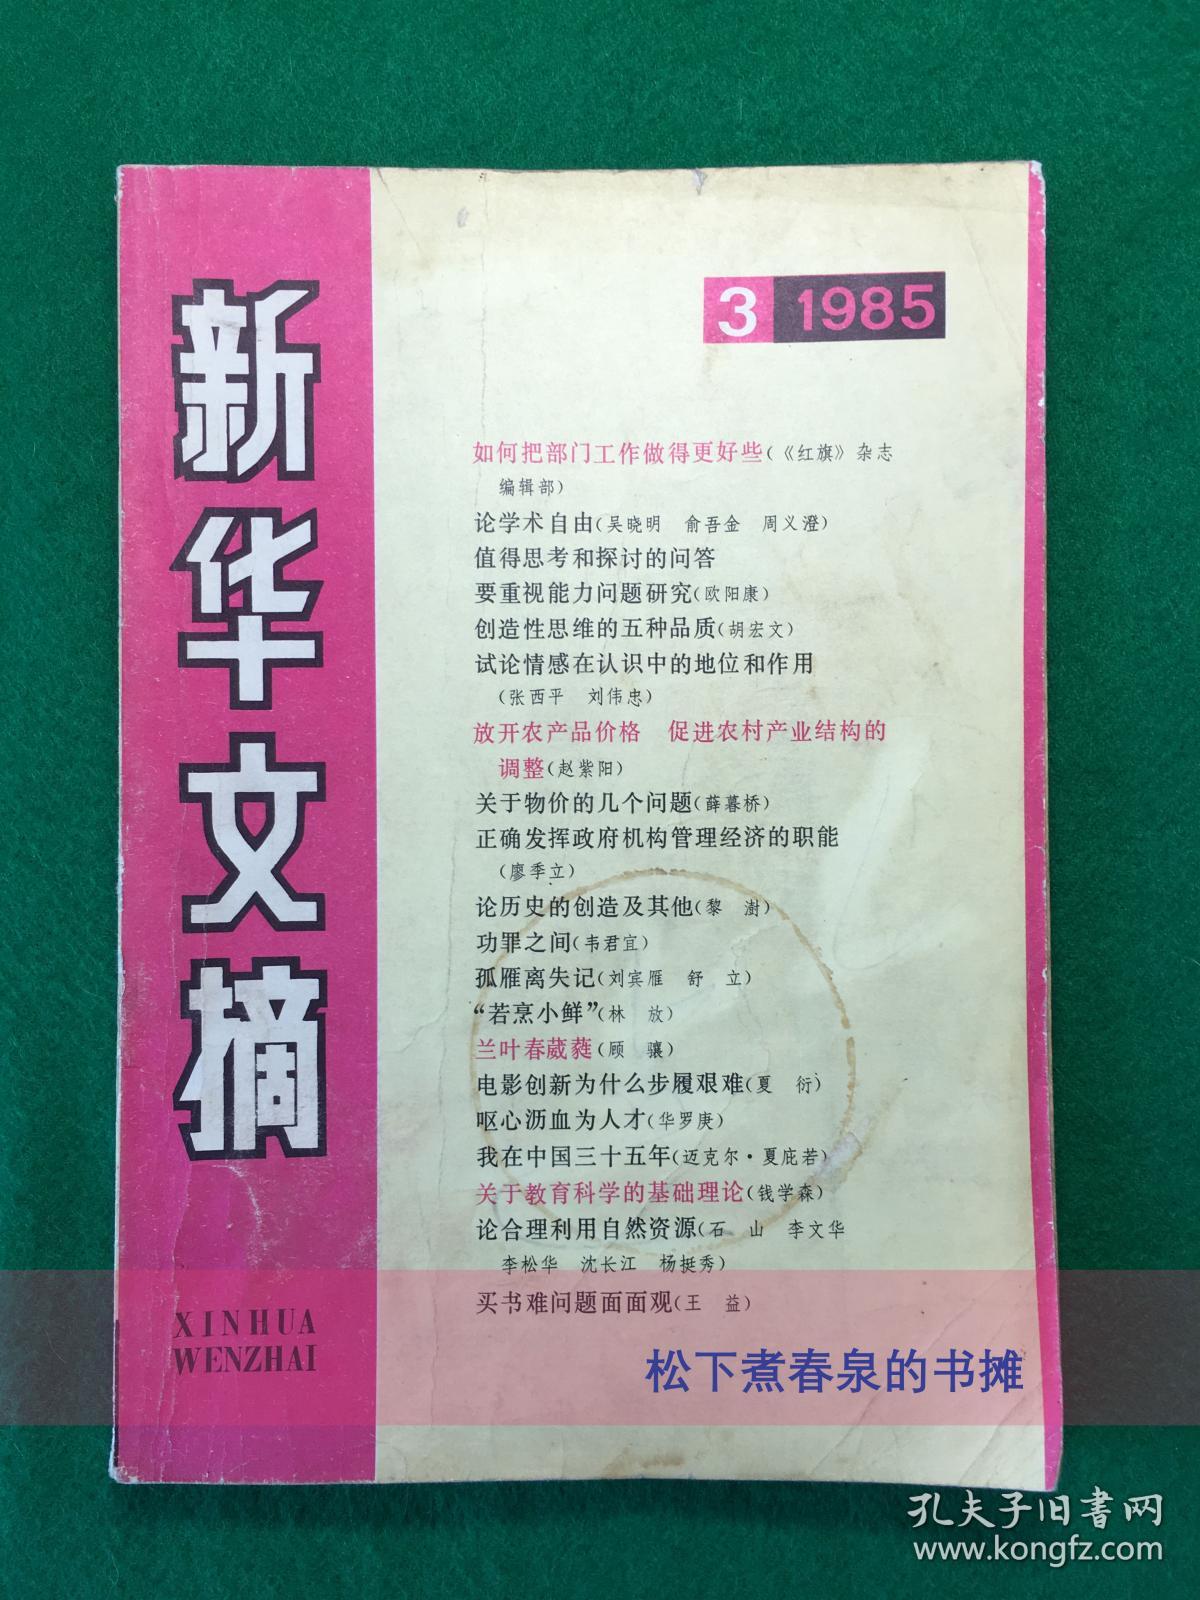 新华文摘
XINHUA
WENZHAI
3 1985
如何把部门工作做得更好些(《红旗》杂志
编辑部)
论学术自由(吴晓明 俞吾金 周义澄)
值得思考和探讨的问答
要重视能力问题研究(欧阳康)
创造性思维的五种品质(胡宏文)
试论情感在认识中的地位和作用
(张西平 刘伟忠)
放开农产品价格 促进农村产业结构的
调整(赵紫阳)
关于物价的几个问题(薛暮桥)
正确发挥政府机构管理经济的职能
(廖季立)
论历史的创造及其他(黎 澍)
功罪之间(韦君宜)
孤雁离失记(刘宾雁 舒 立)
“若烹小鲜”(林 放)
兰叶春葳蕤(顾 骧)
电影创新为什么步履艰难(夏 衍)
呕心沥血为人才(华罗庚)
我在中国三十五年(迈克尔·夏庇若)
关于教育科学的基础理论(钱学森)
论合理利用自然资源(石 山 李文华
李松华 沈长江 杨挺秀)
买书难问题面面观(王 益)
松下煮春泉的书摊
孔夫子旧书网
www.kongfz.com